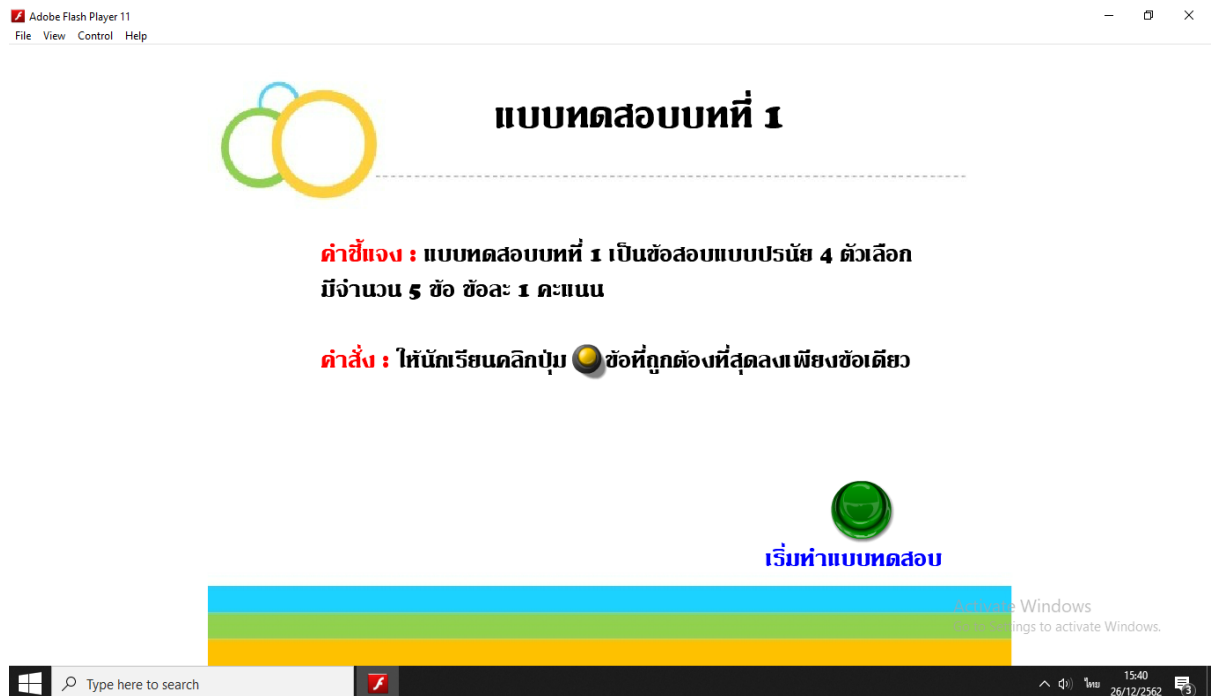 Adobe Flash Player 11
File View Control Help
แบบทดสอบบทที่ 1
คำชี้แจง : แบบทดสอบบทที่ 1 เป็นข้อสอบแบบปรนัย 4 ตัวเลือก
มีจำนวน 5 ข้อ ข้อละ 1 คะแนน
คำสั่ง : ให้นักเรียนคลิกปุ่ม ข้อที่ถูกต้องที่สุดลงเพียงข้อเดียว
เริ่มทำแบบทดสอบ
Activate Windows
Go to Settings to activate Windows.
Type here to search
ไทย
15:40
26/12/2562
3